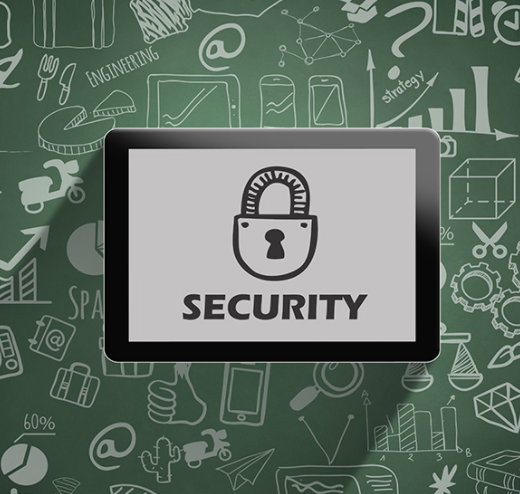 @
ENGINEERING
?
strategy
SECURITY
%
SPA
@
60%
@
A
B